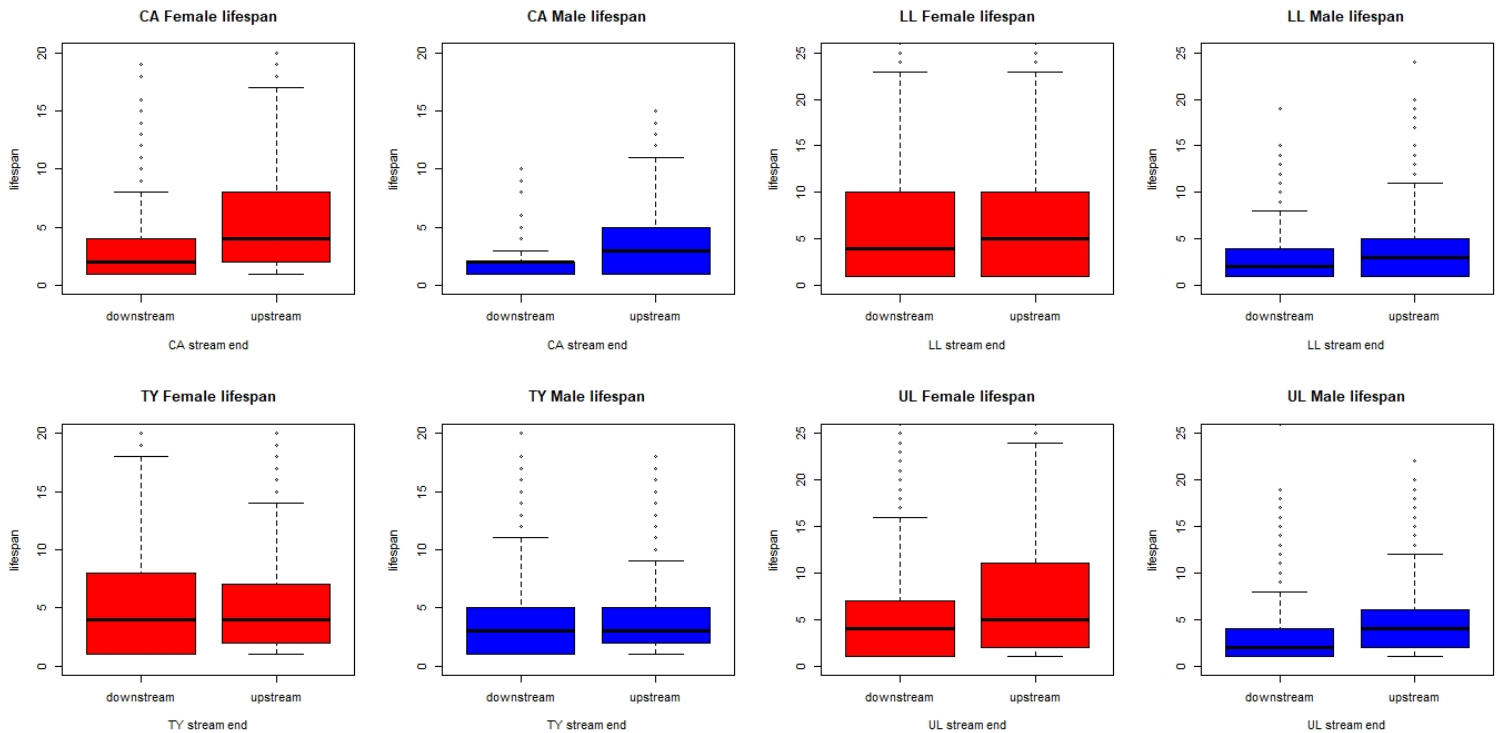 CA Female lifespan
lifespan
20
15
10
5
0
downstream upstream
CA stream end
CA Male lifespan
lifespan
20
15
10
5
0
downstream upstream
CA stream end
LL Female lifespan
lifespan
25
20
15
10
5
0
downstream upstream
LL stream end
LL Male lifespan
lifespan
25
20
15
10
5
0
downstream upstream
LL stream end
TY Female lifespan
lifespan
20
15
10
5
0
downstream upstream
TY stream end
TY Male lifespan
lifespan
20
15
10
5
0
downstream upstream
TY stream end
UL Female lifespan
lifespan
25
20
15
10
5
0
downstream upstream
UL stream end
UL Male lifespan
lifespan
25
20
15
10
5
0
downstream upstream
UL stream end